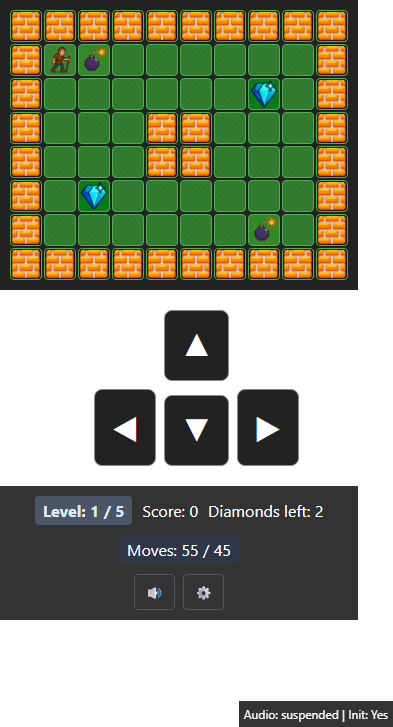 Level: 1 / 5 Score: 0 Diamonds left: 2
Moves: 55 / 45
Audio: suspended | Init: Yes